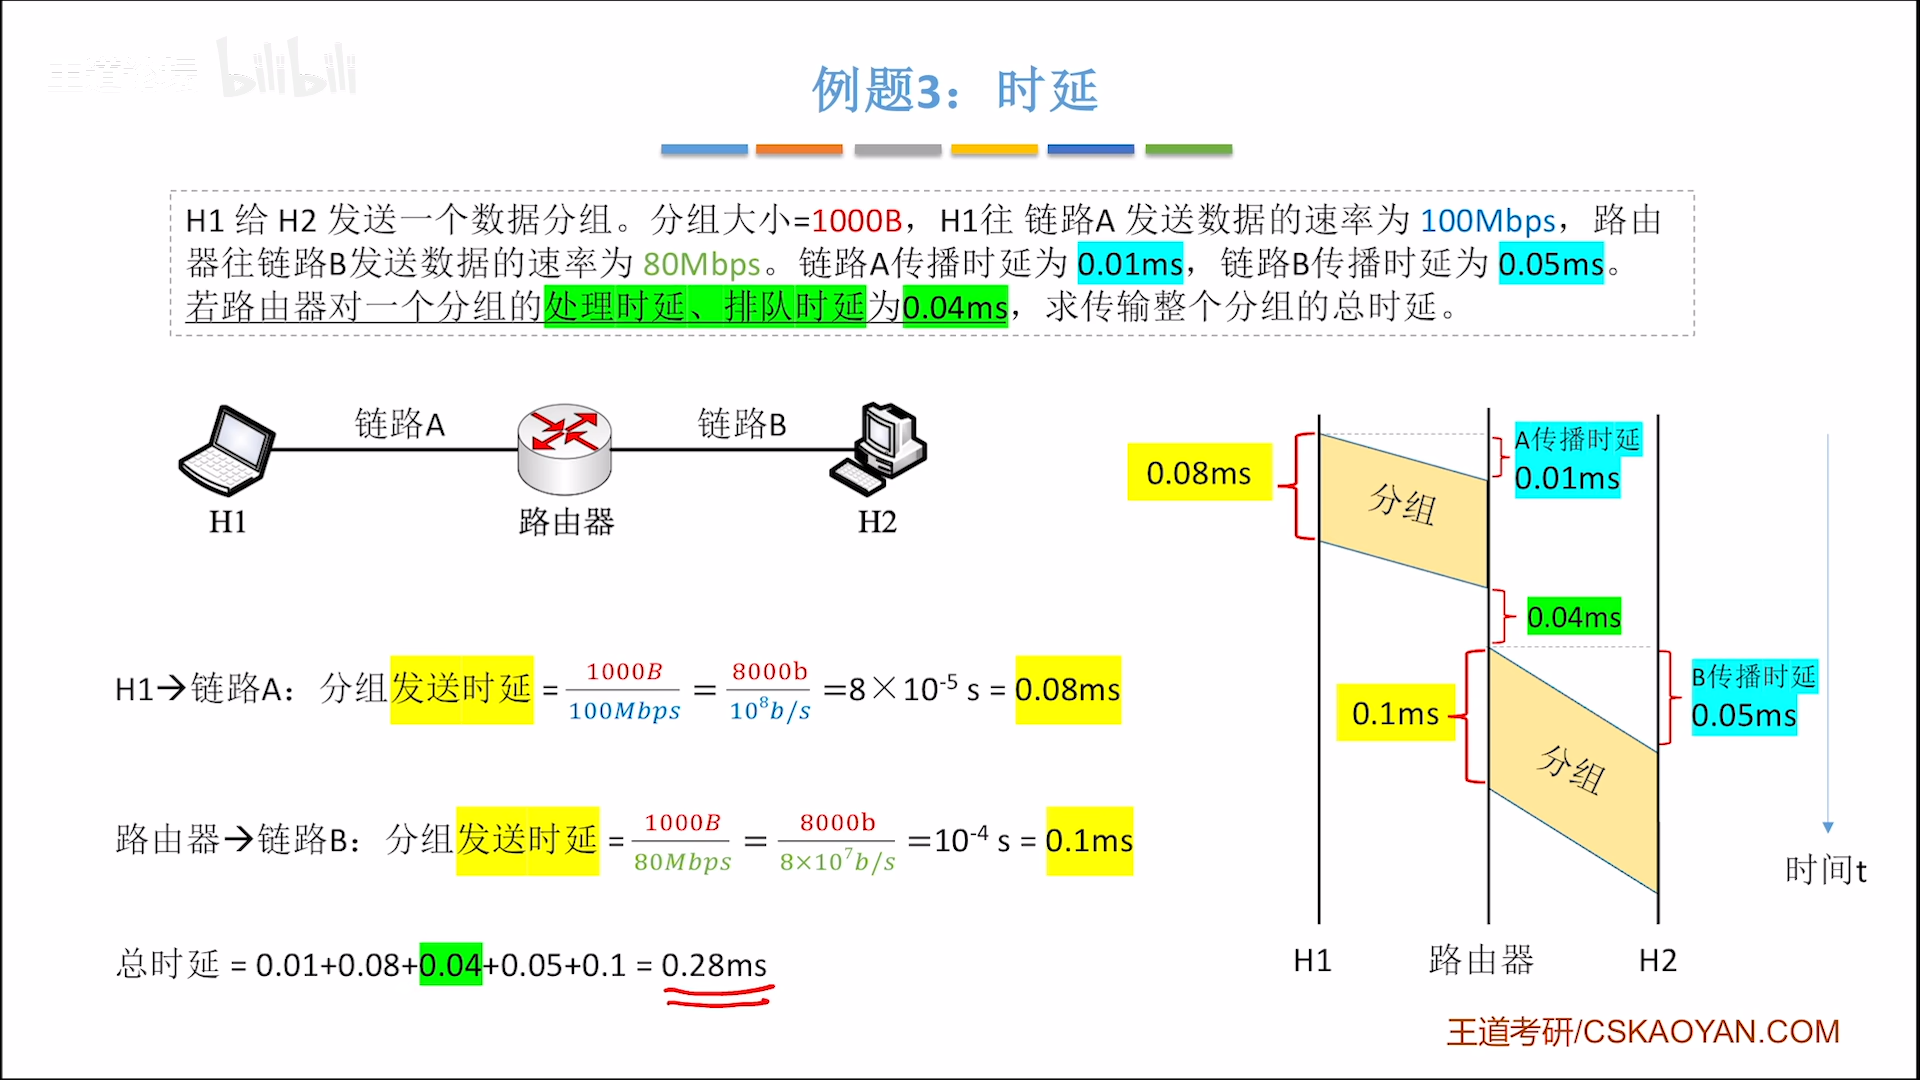 王道论坛 bilibili
例题3：时延
H1 给 H2 发送一个数据分组。分组大小=1000B，H1往 链路A 发送数据的速率为 100Mbps，路由
器往链路B发送数据的速率为 80Mbps。链路A传播时延为 0.01ms，链路B传播时延为 0.05ms。
若路由器对一个分组的处理时延、排队时延为0.04ms，求传输整个分组的总时延。
链路A
链路B
H1
路由器
H2
H1→链路A：分组发送时延 = 1000B/100Mbps = 8000b/10⁸b/s =8×10⁻⁵ s = 0.08ms
路由器→链路B：分组发送时延 = 1000B/80Mbps = 8000b/8×10⁷b/s =10⁻⁴ s = 0.1ms
总时延 = 0.01+0.08+0.04+0.05+0.1 = 0.28ms
0.08ms
分组
A传播时延
0.01ms
0.04ms
0.1ms
分组
B传播时延
0.05ms
时间t
H1
路由器
H2
王道考研/CSKAOYAN.COM